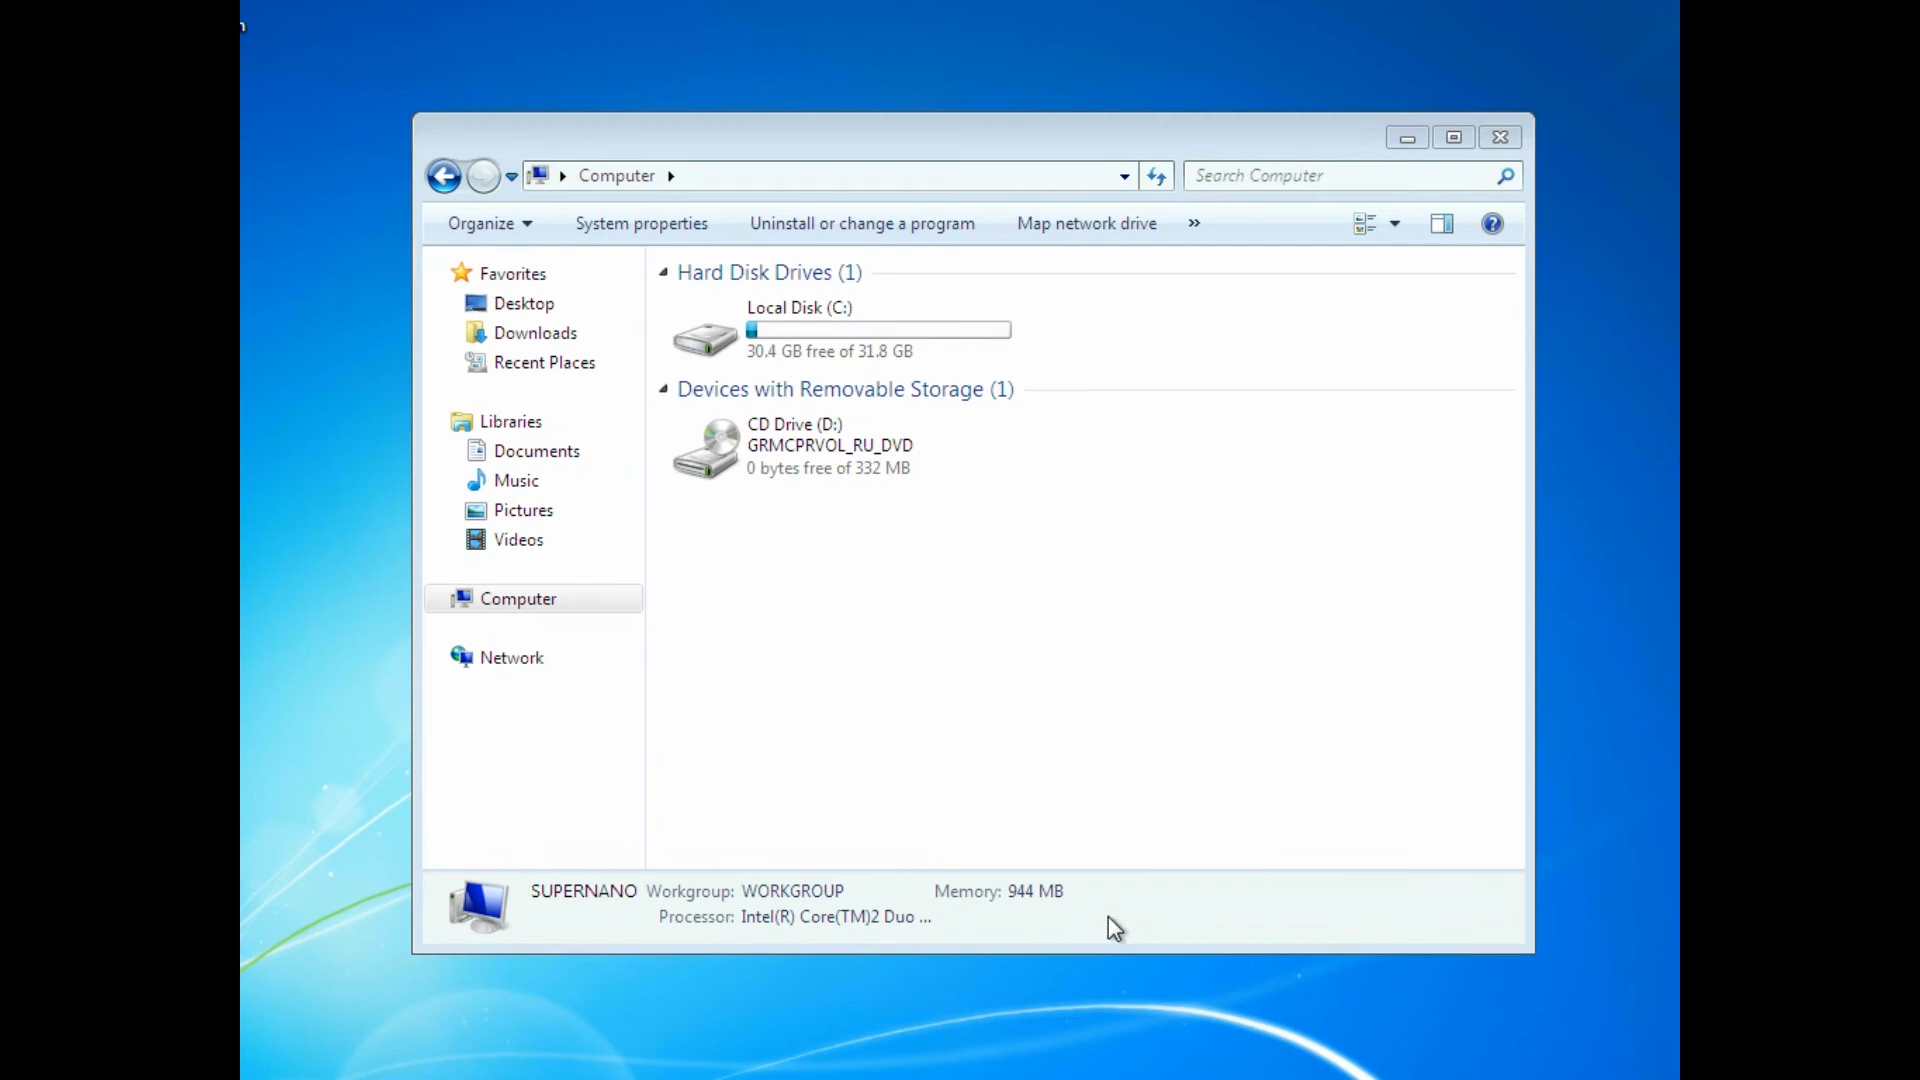 n
Computer
Search Computer
Organize System properties Uninstall or change a program Map network drive »
Favorites
Desktop
Downloads
Recent Places
Libraries
Documents
Music
Pictures
Videos
Computer
Network
Hard Disk Drives (1)
Local Disk (C:)
30.4 GB free of 31.8 GB
Devices with Removable Storage (1)
CD Drive (D:)
GRMCPRVOL_RU_DVD
0 bytes free of 332 MB
SUPERNANO Workgroup: WORKGROUP Memory: 944 MB
Processor: Intel(R) Core(TM)2 Duo ...